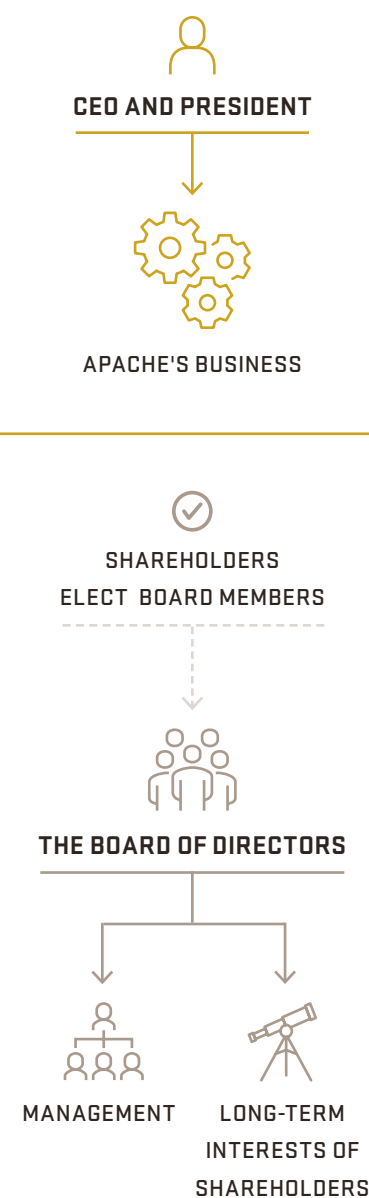 CEO AND PRESIDENT
APACHE'S BUSINESS
SHAREHOLDERS
ELECT BOARD MEMBERS
THE BOARD OF DIRECTORS
MANAGEMENT
LONG-TERM
INTERESTS OF
SHAREHOLDERS